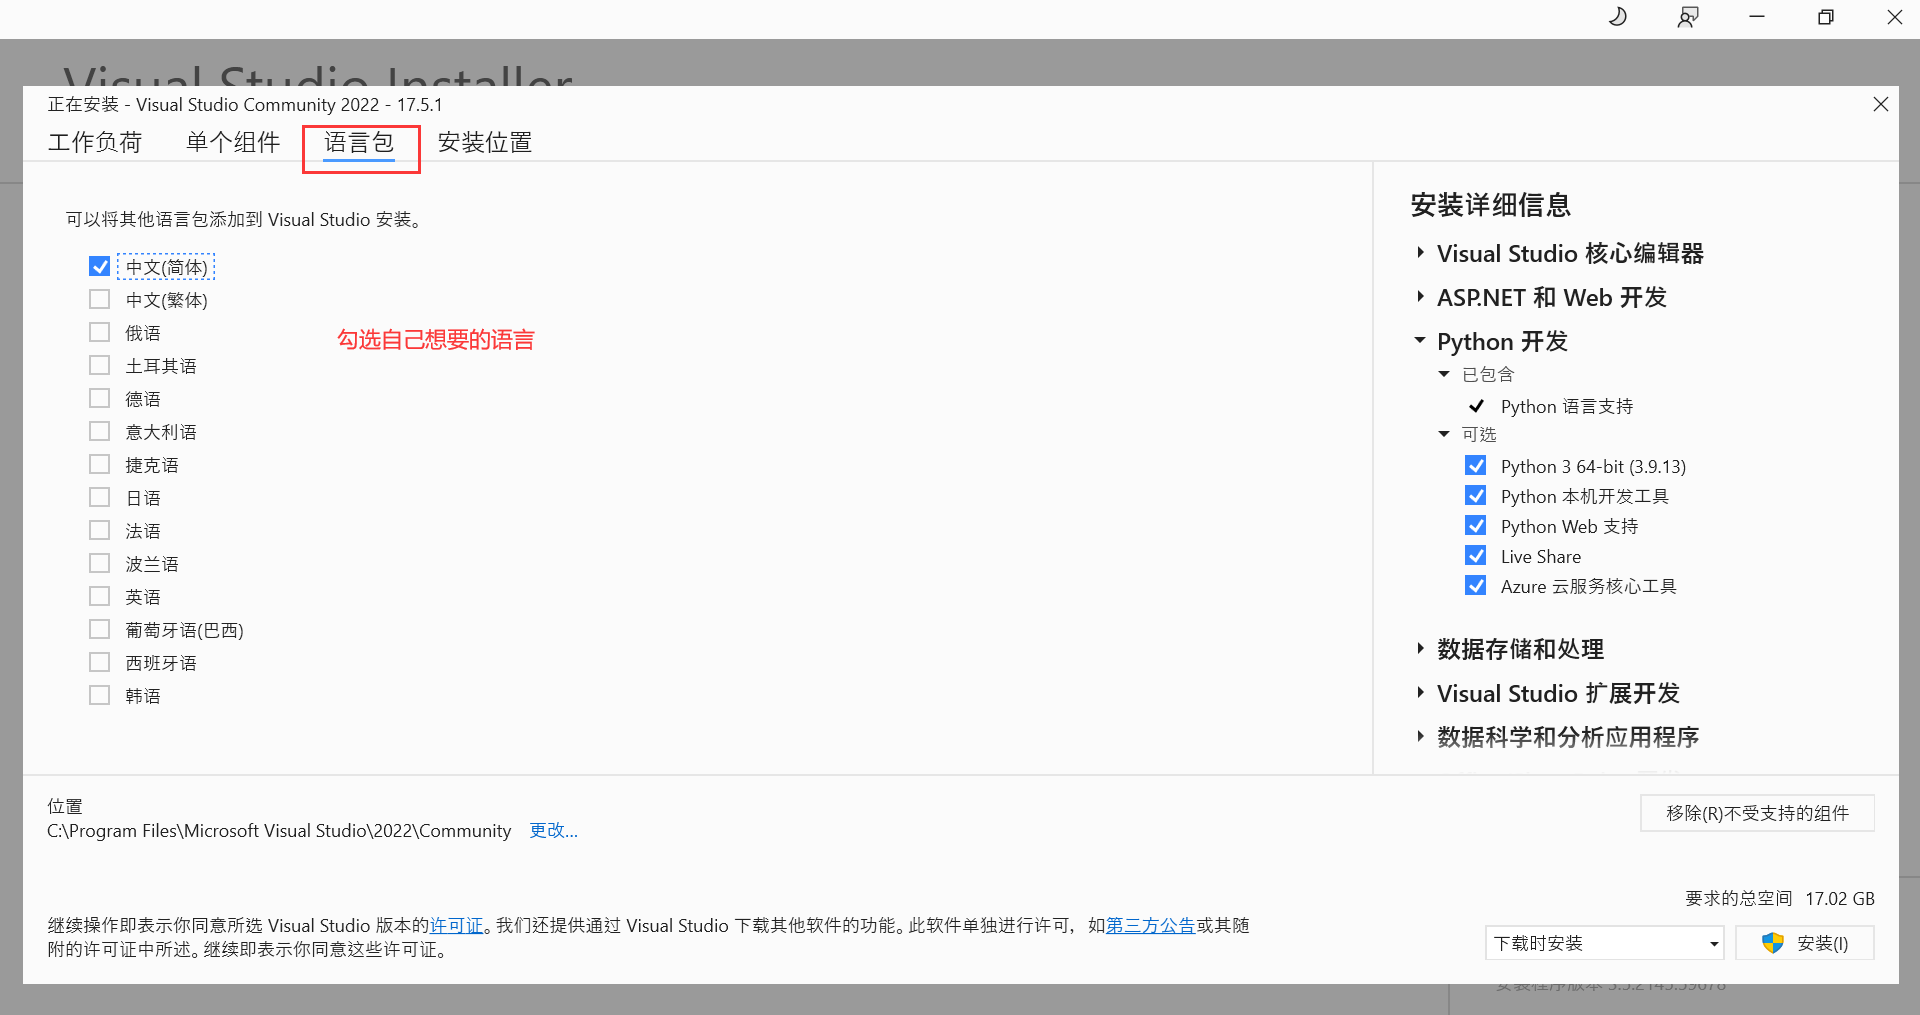 Visual Studio Installer
正在安装 - Visual Studio Community 2022 - 17.5.1
工作负荷 单个组件 语言包 安装位置
可以将其他语言包添加到 Visual Studio 安装。
中文(简体)
中文(繁体)
俄语
土耳其语
德语
意大利语
捷克语
日语
法语
波兰语
英语
葡萄牙语(巴西)
西班牙语
韩语
勾选自己想要的语言
安装详细信息
Visual Studio 核心编辑器
ASP.NET 和 Web 开发
Python 开发
已包含
Python 语言支持
可选
Python 3 64-bit (3.9.13)
Python 本机开发工具
Python Web 支持
Live Share
Azure 云服务核心工具
数据存储和处理
Visual Studio 扩展开发
数据科学和分析应用程序
位置
C:\Program Files\Microsoft Visual Studio\2022\Community 更改...
移除(R)不受支持的组件
要求的总空间 17.02 GB
继续操作即表示你同意所选 Visual Studio 版本的许可证。我们还提供通过 Visual Studio 下载其他软件的功能。此软件单独进行许可，如第三方公告或其随
附的许可证中所述。继续即表示你同意这些许可证。
下载时安装
安装(I)
安装程序版本